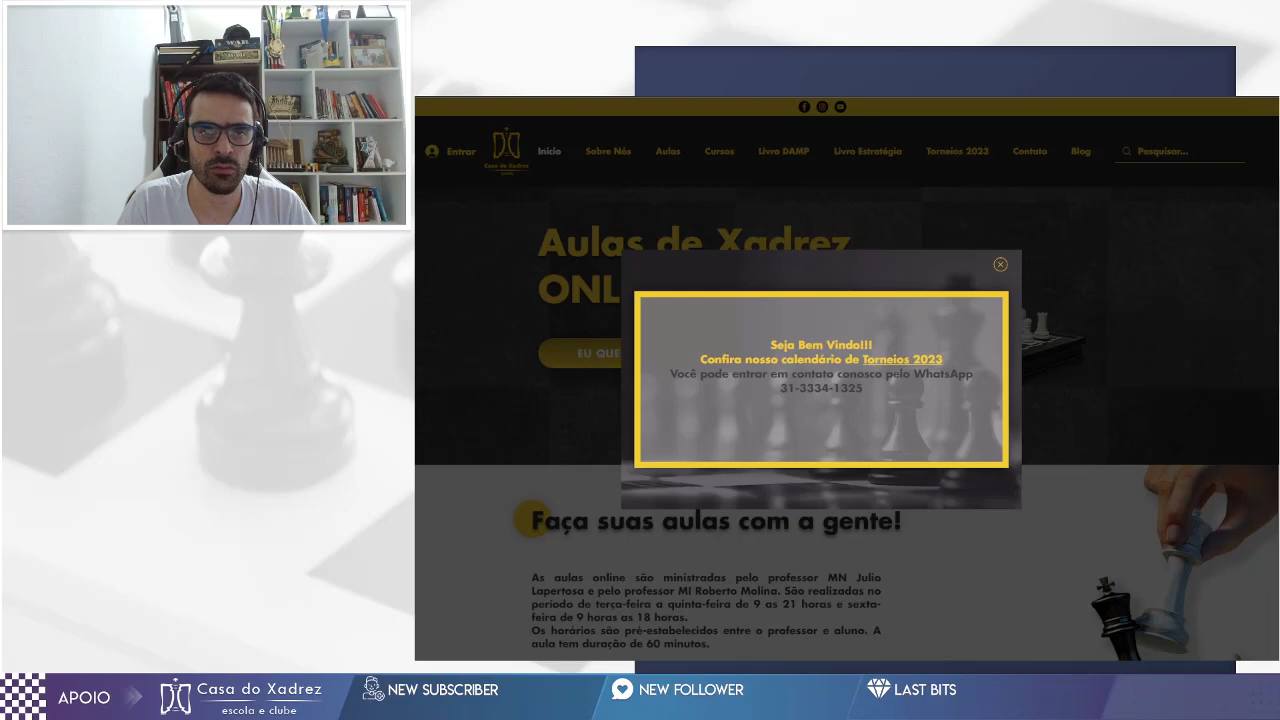 Entrar
Casa do Xadrez
Início
Sobre Nós
Aulas
Cursos
Livro DAMP
Livro Estratégia
Torneios 2023
Contato
Blog
Pesquisar...
Aulas de Xadrez
ONL
EU QUE
Seja Bem Vindo!!!
Confira nosso calendário de Torneios 2023
Você pode entrar em contato conosco pelo WhatsApp
31-3334-1325
Faça suas aulas com a gente!
As aulas online são ministradas pelo professor MN Julio
Lapertosa e pelo professor MI Roberto Molina. São realizadas no
período de terça-feira a quinta-feira de 9 as 21 horas e sexta-
feira de 9 horas as 18 horas.
Os horários são pré-estabelecidos entre o professor e aluno. A
aula tem duração de 60 minutos.
APOIO
Casa do Xadrez
escola e clube
NEW SUBSCRIBER
NEW FOLLOWER
LAST BITS